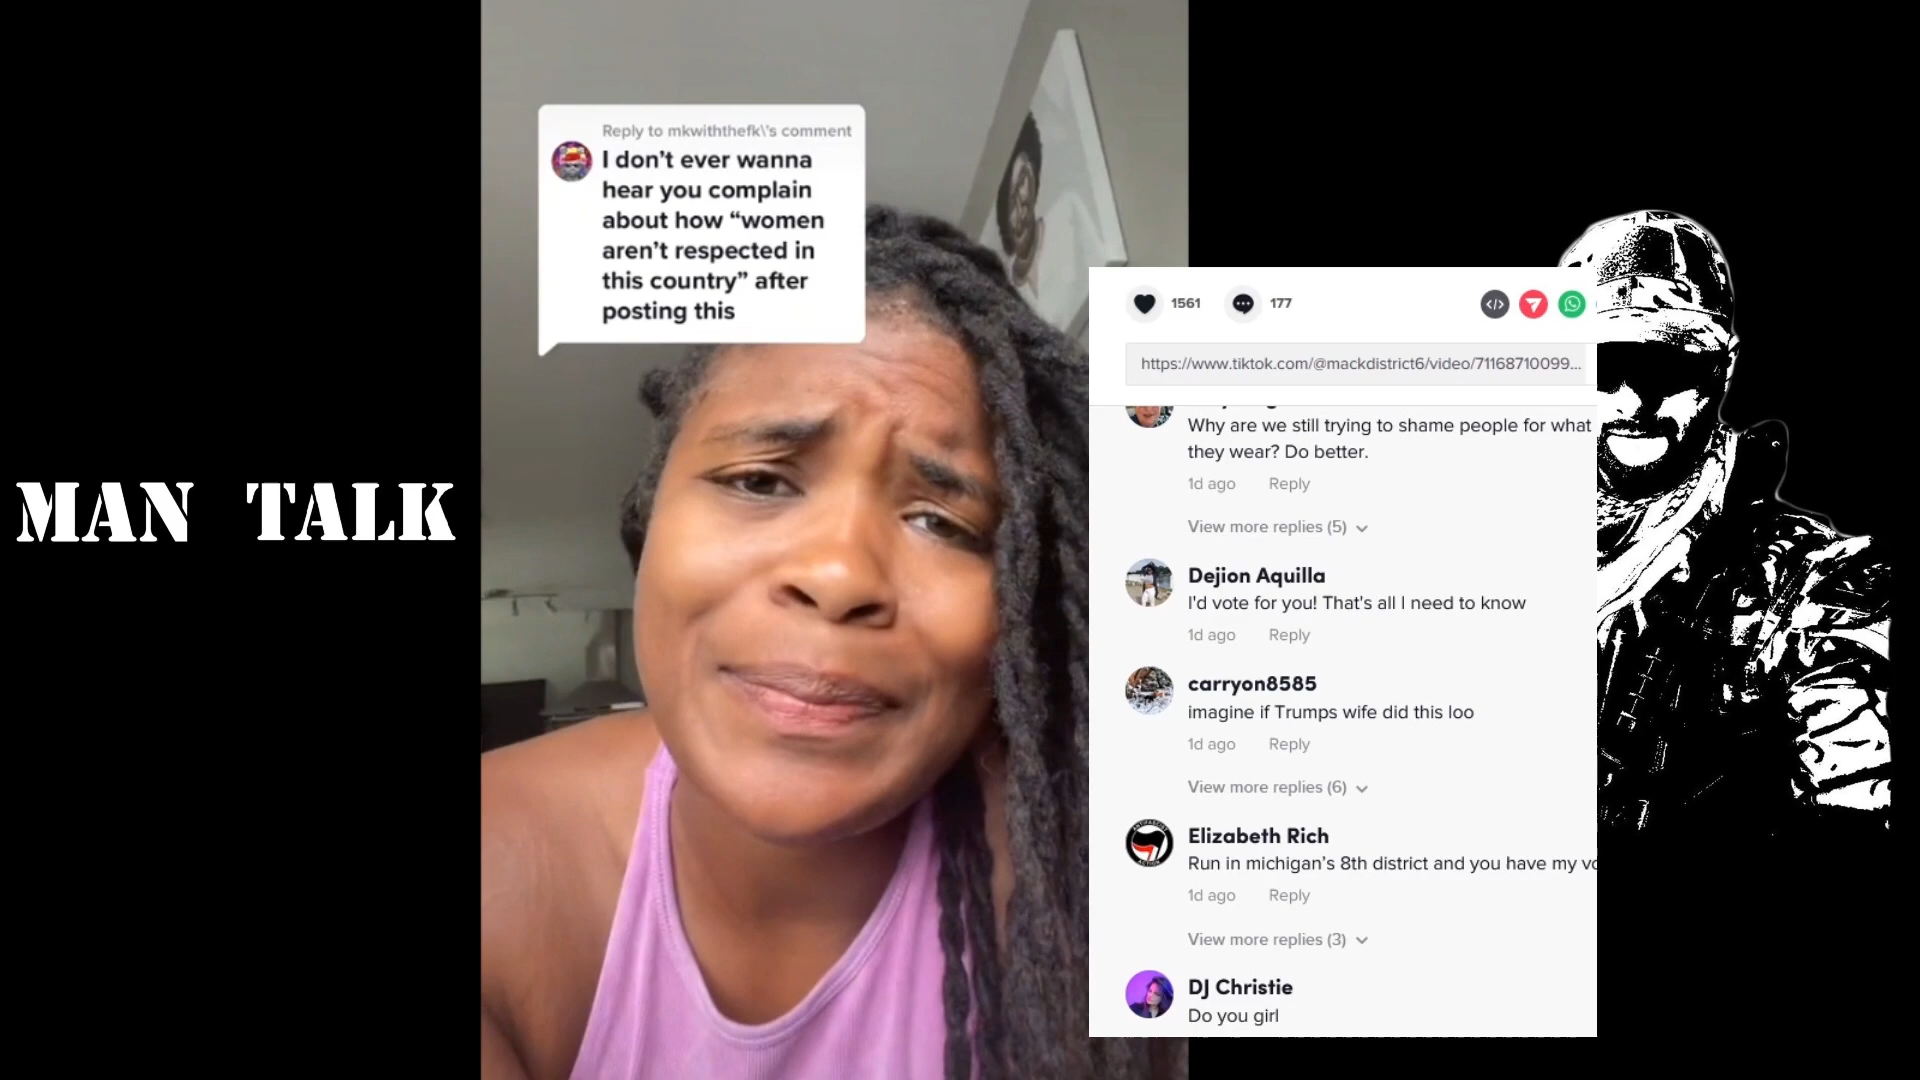 MAN TALK
Reply to mkwiththefk\'s comment
I don't ever wanna
hear you complain
about how “women
aren't respected in
this country” after
posting this
1561
177
https://www.tiktok.com/@mackdistrict6/video/71168710099...
Why are we still trying to shame people for what
they wear? Do better.
1d ago Reply
View more replies (5)
Dejion Aquilla
I'd vote for you! That's all I need to know
1d ago Reply
carryon8585
imagine if Trumps wife did this loo
1d ago Reply
View more replies (6)
Elizabeth Rich
Run in michigan's 8th district and you have my
1d ago Reply
View more replies (3)
DJ Christie
Do you girl